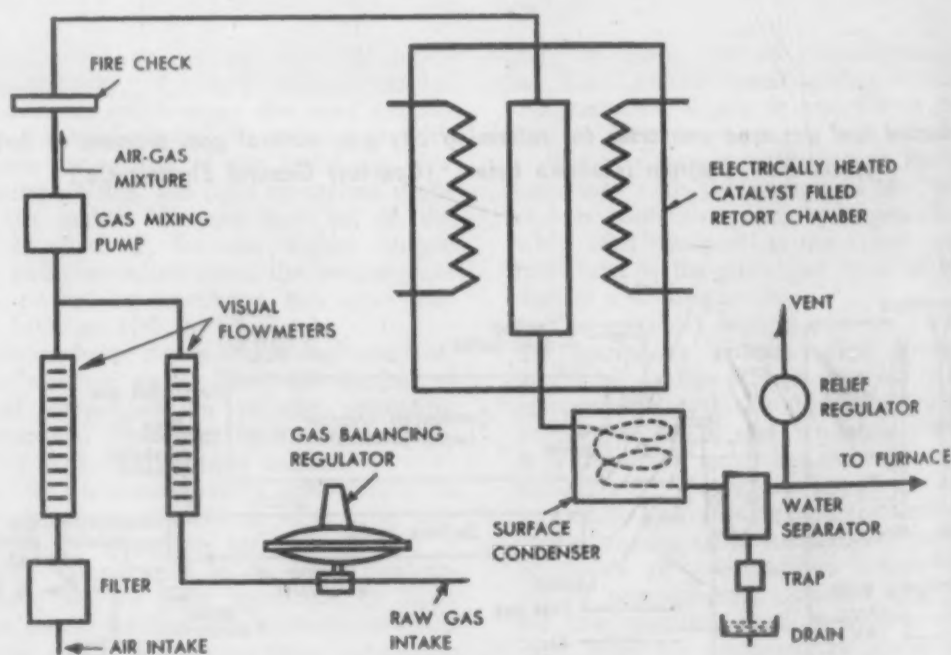 FIRE CHECK
AIR-GAS
MIXTURE
GAS MIXING
PUMP
ELECTRICALLY HEATED
CATALYST FILLED
RETORT CHAMBER
VISUAL
FLOWMETERS
VENT
RELIEF
REGULATOR
GAS BALANCING
REGULATOR
TO FURNACE
SURFACE
CONDENSER
WATER
SEPARATOR
FILTER
TRAP
RAW GAS
INTAKE
AIR INTAKE
DRAIN